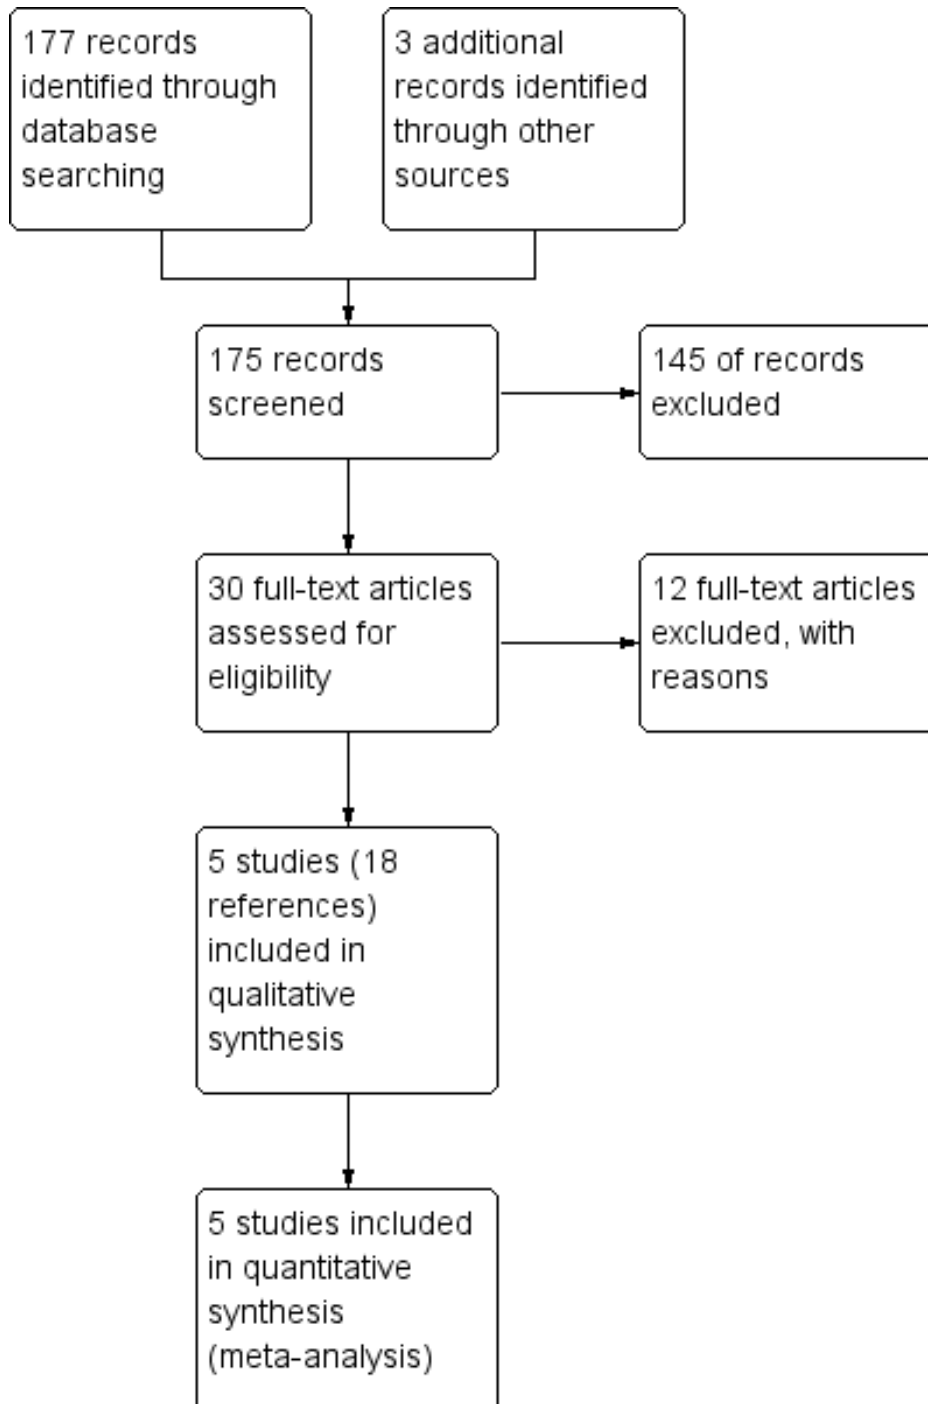 177 records
identified through
database
searching
3 additional
records identified
through other
sources
175 records
screened
145 of records
excluded
30 full-text articles
assessed for
eligibility
12 full-text articles
excluded, with
reasons
5 studies (18
references)
included in
qualitative
synthesis
5 studies included
in quantitative
synthesis
(meta-analysis)